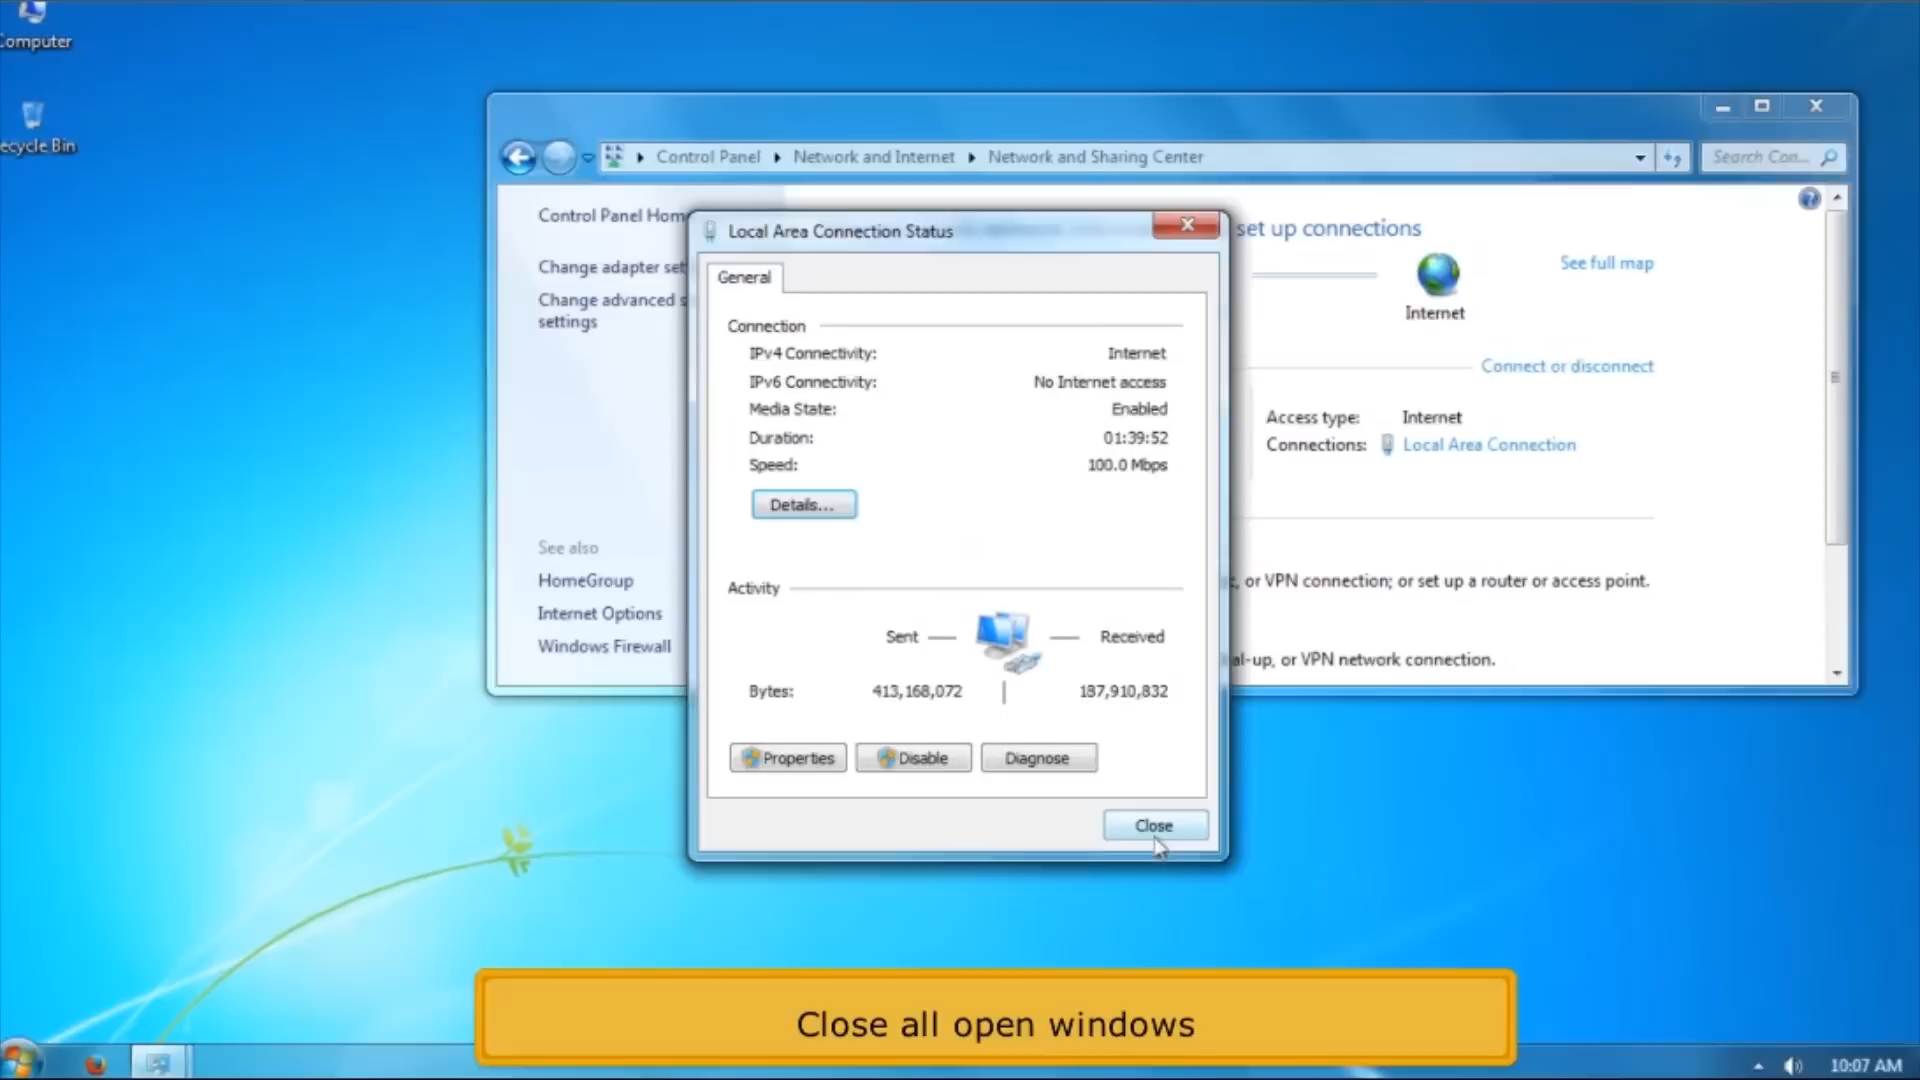 Computer
ecycle Bin
Control Panel
Network and Internet
Network and Sharing Center
Search Con...
Control Panel Hom
Change adapter set
Change advanced s
settings
See also
HomeGroup
Internet Options
Windows Firewall
set up connections
See full map
Internet
Connect or disconnect
Access type: Internet
Connections: Local Area Connection
, or VPN connection; or set up a router or access point.
al-up, or VPN network connection.
Local Area Connection Status
General
Connection
IPv4 Connectivity: Internet
IPv6 Connectivity: No Internet access
Media State: Enabled
Duration: 01:39:52
Speed: 100.0 Mbps
Details...
Activity
Sent Received
Bytes: 413,168,072 187,910,832
Properties Disable Diagnose
Close
Close all open windows
10:07 AM